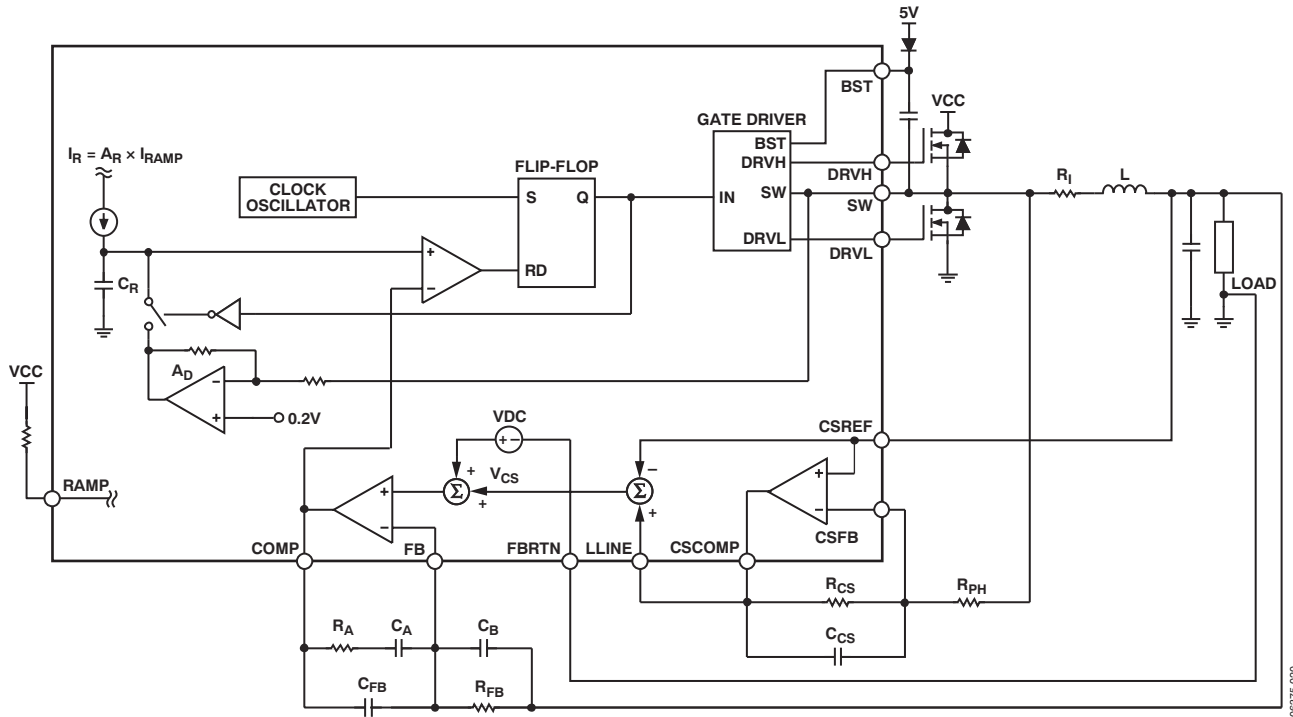 5V
BST
VCC
GATE DRIVER
BST
DRVH
IN
SW
DRVL
DRVH
SW
DRVL
I_R = A_R × I_RAMP
CLOCK
OSCILLATOR
FLIP-FLOP
S
Q
RD
+
–
C_R
R_I
L
LOAD
VCC
A_D
–
+
0.2V
VDC
+ –
CSREF
RAMP
+
–
+
Σ
+
V_CS
–
Σ
+
+
–
CSFB
COMP
FB
FBRTN
LLINE
CSCOMP
R_CS
R_PH
C_CS
R_A
C_A
C_B
C_FB
R_FB